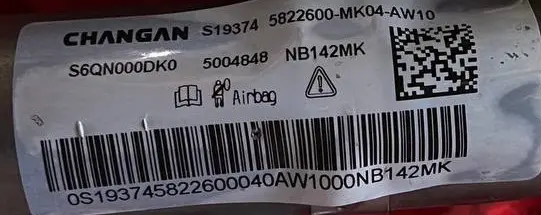 CHANGAN S19374 5822600-MK04-AW10
S6QN000DK0 5004848 NB142MK
Airbag
0S193745822600040AW1000NB142MK